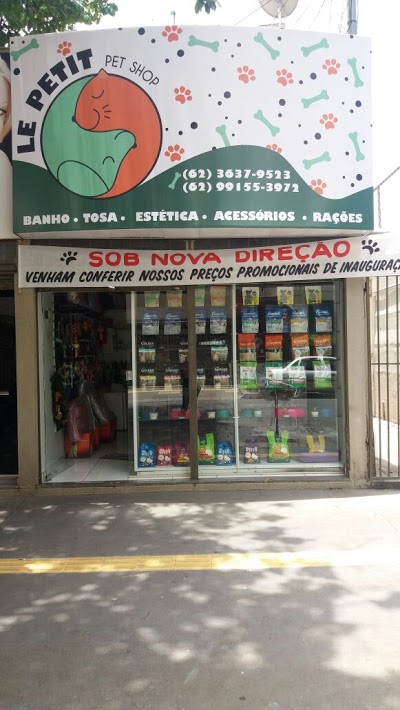 LE PETIT
PET SHOP
(62) 3637-9523
(62) 99155-3972
BANHO • TOSA • ESTÉTICA • ACESSÓRIOS • RAÇÕES
SOB NOVA DIREÇÃO
VENHAM CONFERIR NOSSOS PREÇOS PROMOCIONAIS DE INAUGURAÇ